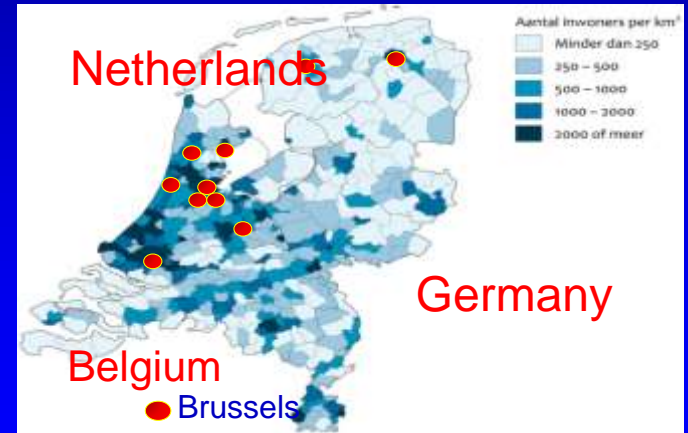 Aantal inwoners per km²
Minder dan 250
250 – 500
500 – 1000
1000 – 2000
2000 of meer
Netherlands
Germany
Belgium
Brussels